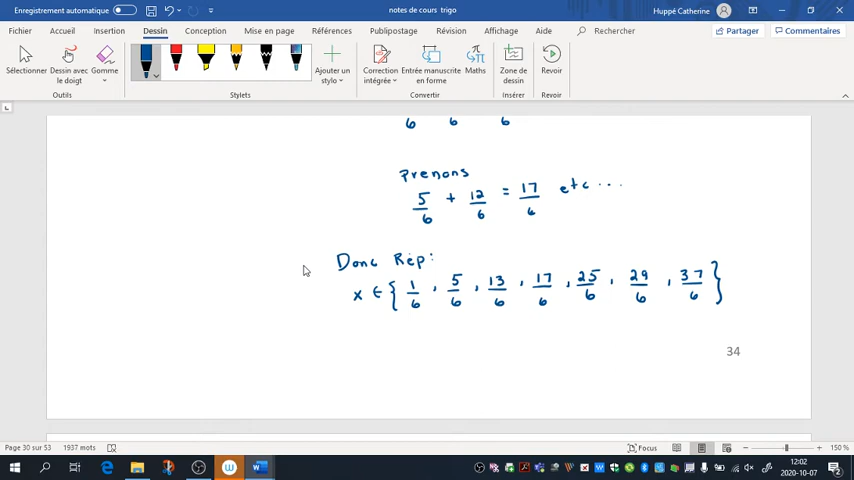 Enregistrement automatique
notes de cours trigo
Huppé Catherine
Fichier Accueil Insertion Dessin Conception Mise en page Références Publipostage Révision Affichage Aide Rechercher Partager Commentaires
Sélectionner
Dessin avec le doigt
Gomme
Ajouter un stylo
Correction intégrée
Entrée manuscrite en forme
Maths
Zone de dessin
Revoir
Outils Stylets Convertir Insérer Revoir
6 6 6
Prenons
5/6 + 12/6 = 17/6 etc...
Donc Rép:
x ∈ { 1/6 , 5/6 , 13/6 , 17/6 , 25/6 , 29/6 , 37/6 }
34
Page 30 sur 53 1937 mots Focus 150 %
12:02
2020-10-07